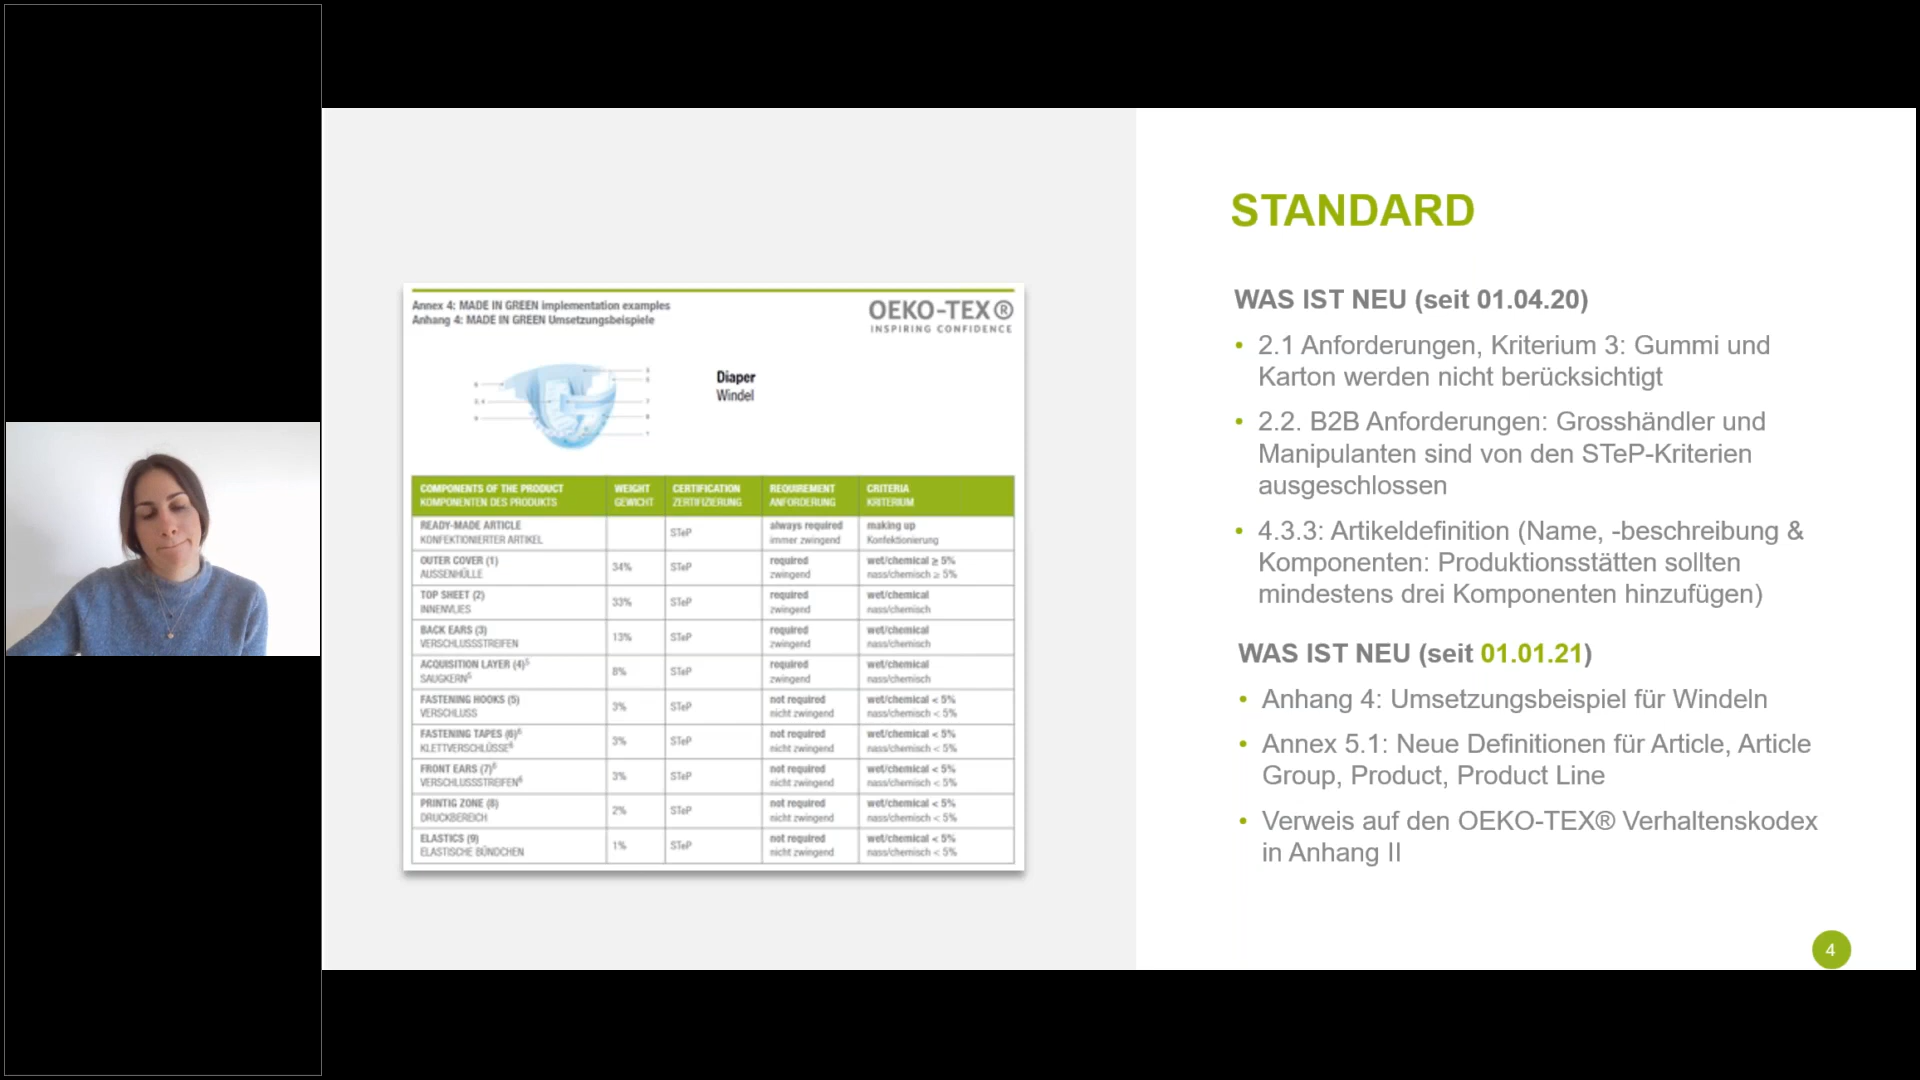 Annex 4: MADE IN GREEN implementation examples
Anhang 4: MADE IN GREEN Umsetzungsbeispiele
OEKO-TEX®
INSPIRING CONFIDENCE
Diaper
Windel
COMPONENTS OF THE PRODUCT WEIGHT CERTIFICATION REQUIREMENT CRITERIA
KOMPONENTEN DES PRODUKTS GEWICHT ZERTIFIZIERUNG ANFORDERUNG KRITERIUM
READY-MADE ARTICLE STeP always required making up
KONFEKTIONIERTER ARTIKEL immer zwingend Konfektionierung
OUTER COVER (1) 34% STeP required wet/chemical ≥ 5%
AUSSENHÜLLE zwingend nass/chemisch ≥ 5%
TOP SHEET (2) 33% STeP required wet/chemical
INNENVLIES zwingend nass/chemisch
BACK EARS (3) 13% STeP required wet/chemical
VERSCHLUSSSTREIFEN zwingend nass/chemisch
ACQUISITION LAYER (4)⁵ 8% STeP required wet/chemical
SAUGKERN⁵ zwingend nass/chemisch
FASTENING HOOKS (5) 3% STeP not required wet/chemical < 5%
VERSCHLUSS nicht zwingend nass/chemisch < 5%
FASTENING TAPES (6)⁶ 3% STeP not required wet/chemical < 5%
KLETTVERSCHLÜSSE⁶ nicht zwingend nass/chemisch < 5%
FRONT EARS (7)⁶ 3% STeP not required wet/chemical < 5%
VERSCHLUSSSTREIFEN⁶ nicht zwingend nass/chemisch < 5%
PRINTIG ZONE (8) 2% STeP not required wet/chemical < 5%
DRUCKBEREICH nicht zwingend nass/chemisch < 5%
ELASTICS (9) 1% STeP not required wet/chemical < 5%
ELASTISCHE BÜNDCHEN nicht zwingend nass/chemisch < 5%
STANDARD
WAS IST NEU (seit 01.04.20)
• 2.1 Anforderungen, Kriterium 3: Gummi und
Karton werden nicht berücksichtigt
• 2.2. B2B Anforderungen: Grosshändler und
Manipulanten sind von den STeP-Kriterien
ausgeschlossen
• 4.3.3: Artikeldefinition (Name, -beschreibung &
Komponenten: Produktionsstätten sollten
mindestens drei Komponenten hinzufügen)
WAS IST NEU (seit 01.01.21)
• Anhang 4: Umsetzungsbeispiel für Windeln
• Annex 5.1: Neue Definitionen für Article, Article
Group, Product, Product Line
• Verweis auf den OEKO-TEX® Verhaltenskodex
in Anhang II
4